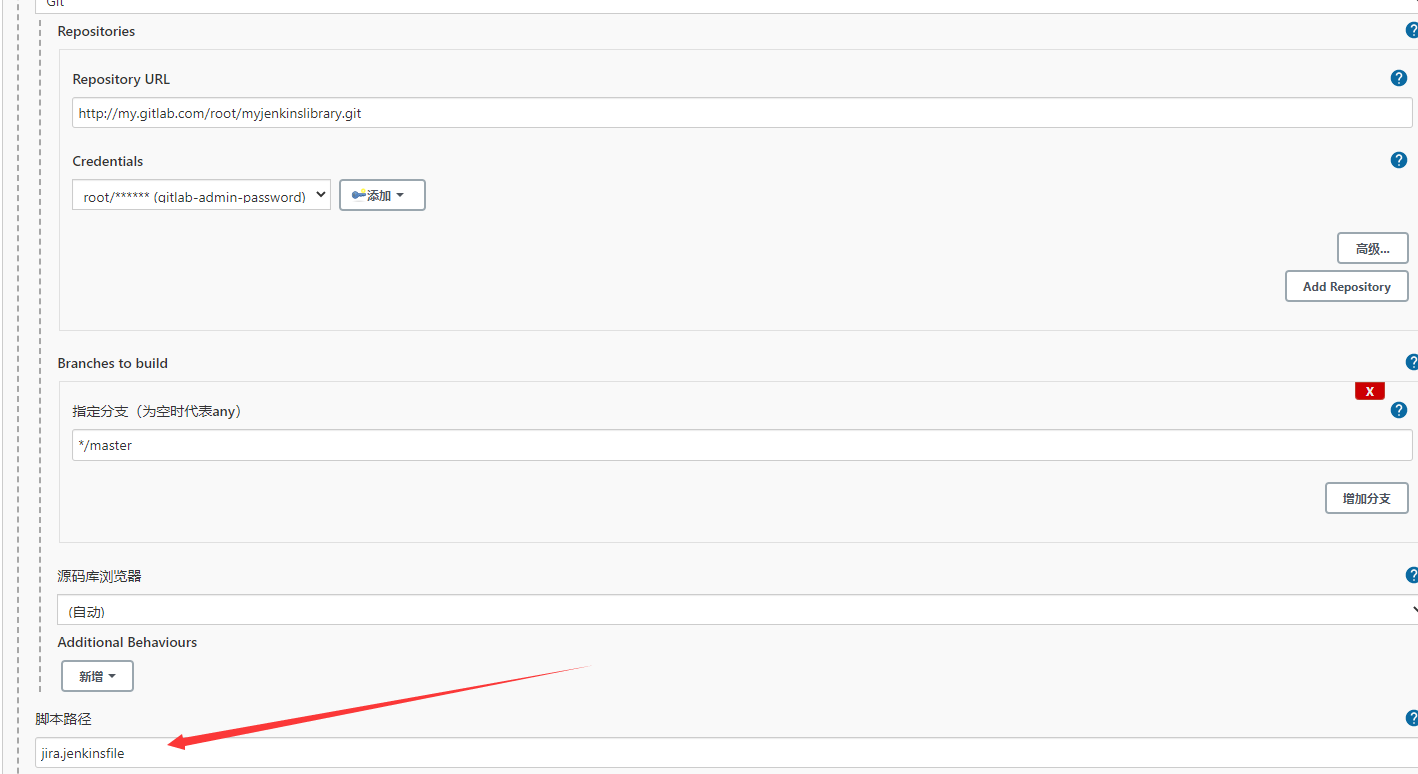 Git
Repositories
Repository URL
http://my.gitlab.com/root/myjenkinslibrary.git
Credentials
root/****** (gitlab-admin-password)
添加
高级...
Add Repository
Branches to build
X
指定分支（为空时代表any）
*/master
增加分支
源码库浏览器
(自动)
Additional Behaviours
新增
脚本路径
jira.jenkinsfile